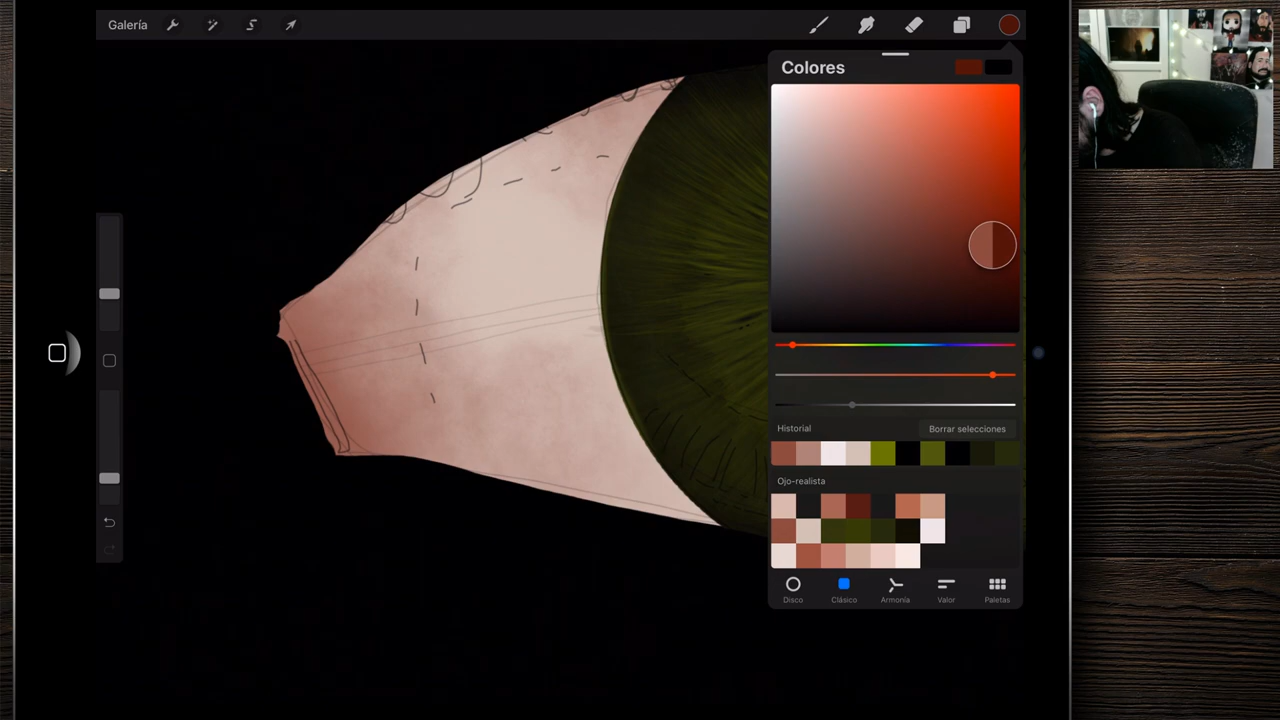 Galería
Colores
Historial
Borrar selecciones
Ojo-realista
Disco
Clásico
Armonía
Valor
Paletas